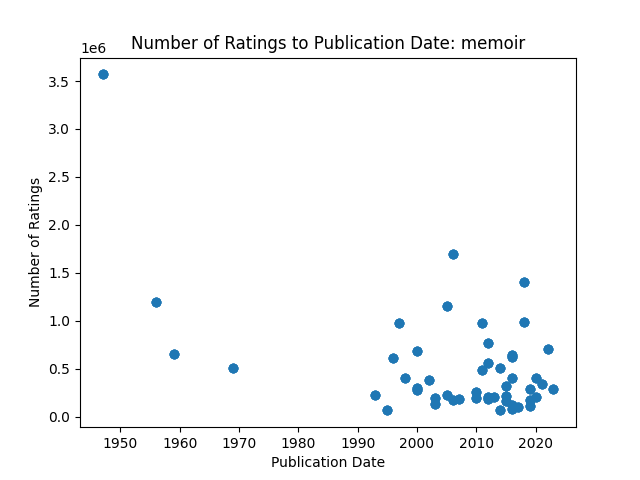 Number of Ratings to Publication Date: memoir
1e6
3.5
3.0
2.5
2.0
1.5
1.0
0.5
0.0
Number of Ratings
1950 1960 1970 1980 1990 2000 2010 2020
Publication Date